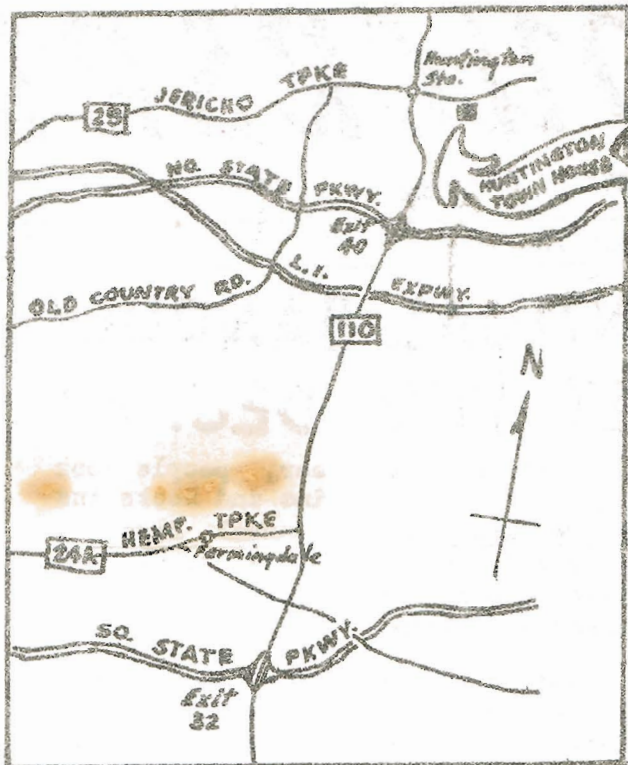 Huntington
Sta.
25 JERICHO TPKE
HUNTINGTON
TOWN HOUSE
NO. STATE PKWY.
Exit
40
L.I. EXPWY.
OLD COUNTRY RD.
110
N
HEMP. TPKE
24A
Farmingdale
SO. STATE PKWY.
Exit
32